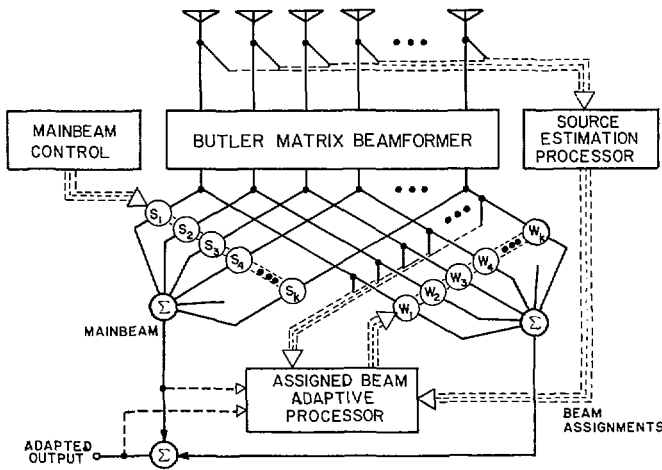 MAINBEAM
CONTROL
BUTLER MATRIX BEAMFORMER
SOURCE
ESTIMATION
PROCESSOR
S1
S2
S3
S4
Sk
Wk
W4
W3
W2
W1
Σ
MAINBEAM
Σ
ASSIGNED BEAM
ADAPTIVE
PROCESSOR
BEAM
ASSIGNMENTS
ADAPTED
OUTPUT
Σ